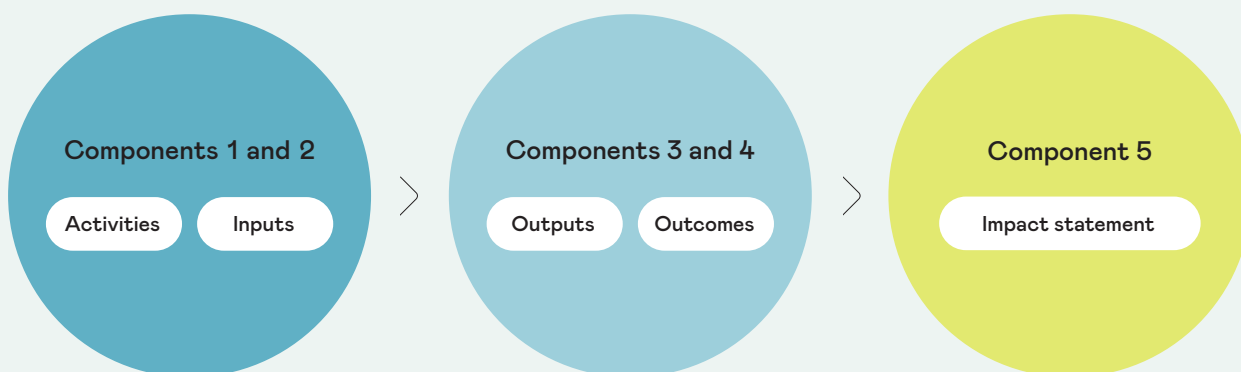 Components 1 and 2
Activities
Inputs
Components 3 and 4
Outputs
Outcomes
Component 5
Impact statement